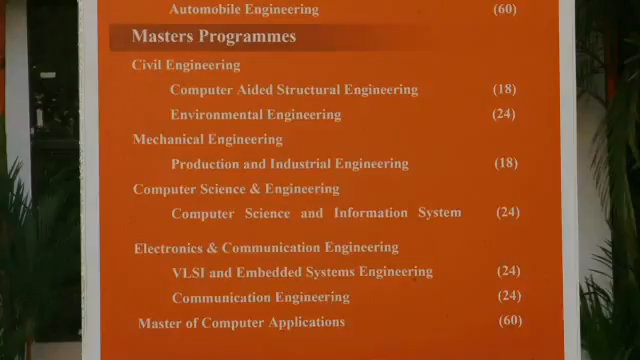 Automobile Engineering (60)
Masters Programmes
Civil Engineering
Computer Aided Structural Engineering (18)
Environmental Engineering (24)
Mechanical Engineering
Production and Industrial Engineering (18)
Computer Science & Engineering
Computer Science and Information System (24)
Electronics & Communication Engineering
VLSI and Embedded Systems Engineering (24)
Communication Engineering (24)
Master of Computer Applications (60)